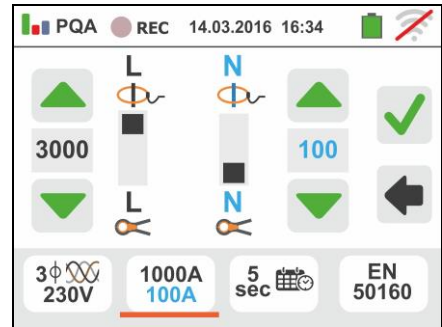 PQA REC 14.03.2016 16:34
L N
3000 100
L N
3ϕ 1000A 5 EN
230V 100A sec 50160